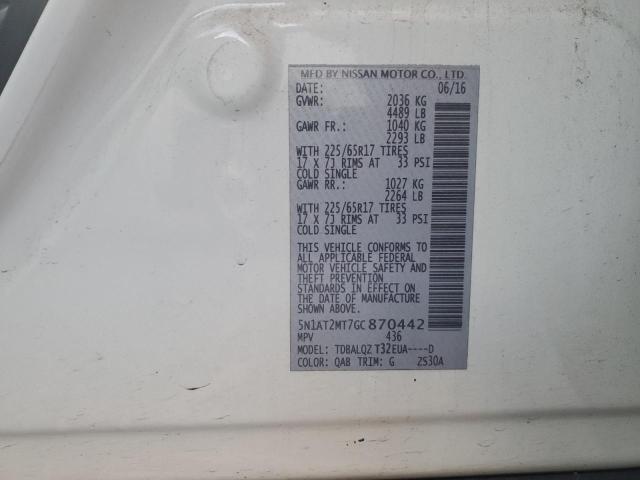 MFD BY NISSAN MOTOR CO., LTD.
DATE: 06/16
GVWR: 2036 KG
4489 LB
GAWR FR.: 1040 KG
2293 LB
WITH 225/65R17 TIRES
17 X 7J RIMS AT 33 PSI
COLD SINGLE
GAWR RR.: 1027 KG
2264 LB
WITH 225/65R17 TIRES
17 X 7J RIMS AT 33 PSI
COLD SINGLE
THIS VEHICLE CONFORMS TO
ALL APPLICABLE FEDERAL
MOTOR VEHICLE SAFETY AND
THEFT PREVENTION
STANDARDS IN EFFECT ON
THE DATE OF MANUFACTURE
SHOWN ABOVE.
5N1AT2MT7GC870442
MPV 436
MODEL: TDBALQZ T32EUA----D
COLOR: QAB TRIM: G 2S30A